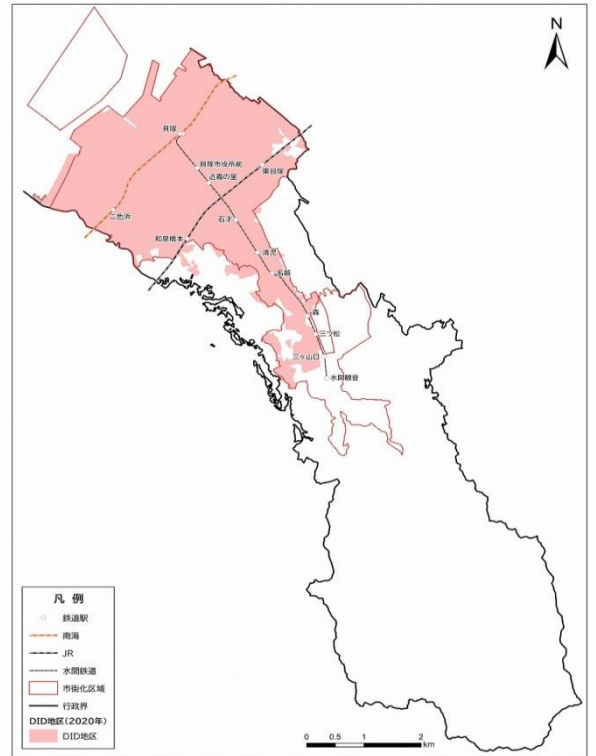 N
貝塚
貝塚市役所前
東貝塚
近義の里
石才
二色浜
和泉橋本
清児
名越
森
三ツ松
三ヶ山口
水間観音
凡 例
鉄道駅
南海
JR
水間鉄道
市街化区域
行政界
DID地区(2020年)
DID地区
0 0.5 1 2
km